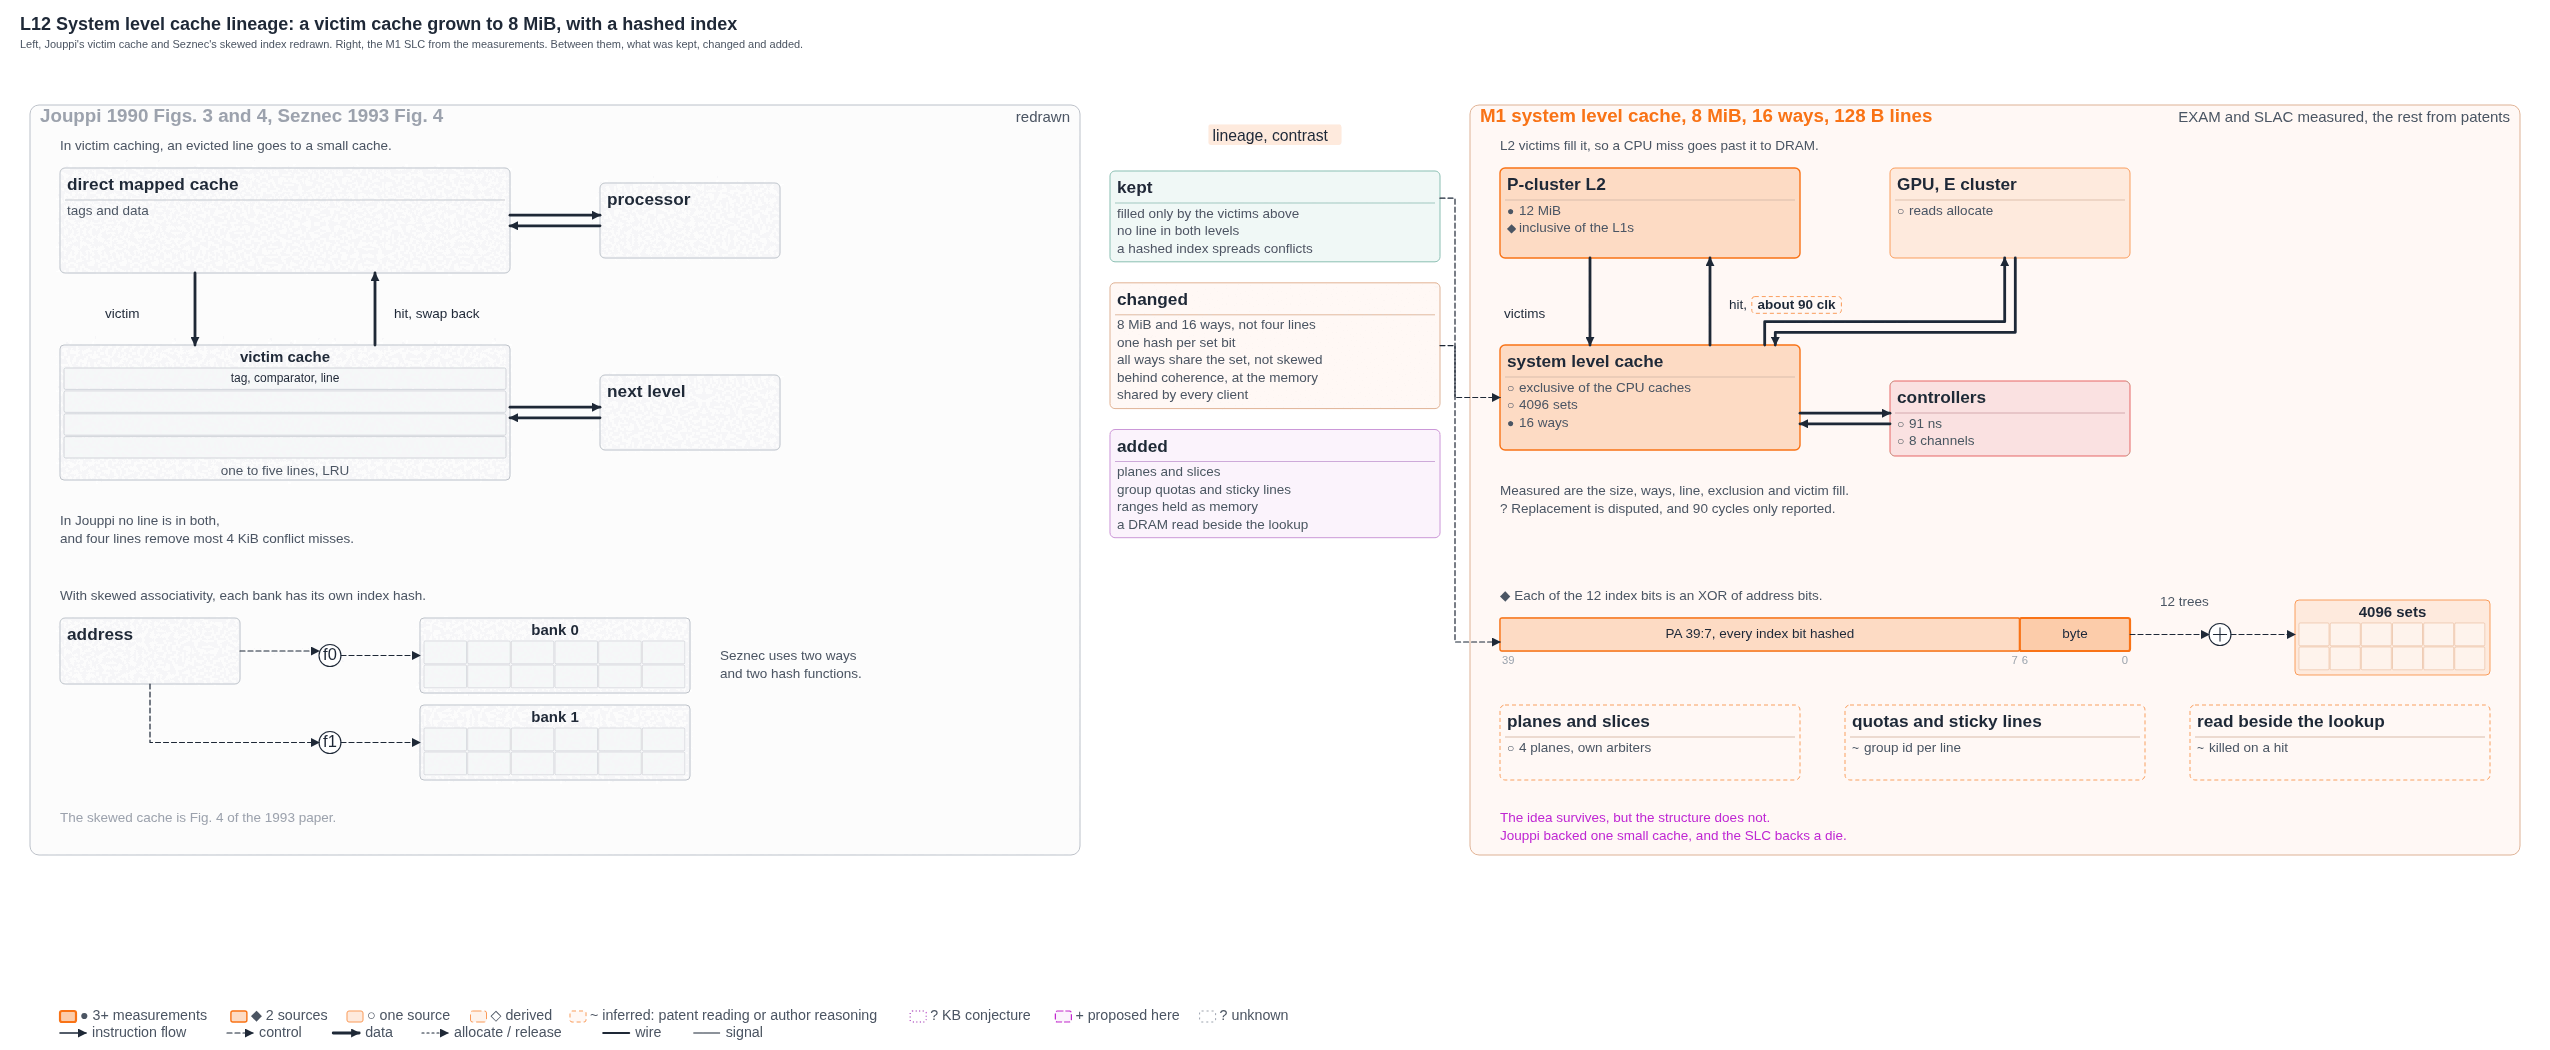 L12 System level cache lineage: a victim cache grown to 8 MiB, with a hashed index
Left, Jouppi's victim cache and Seznec's skewed index redrawn. Right, the M1 SLC from the measurements. Between them, what was kept, changed and added.
Jouppi 1990 Figs. 3 and 4, Seznec 1993 Fig. 4
redrawn
In victim caching, an evicted line goes to a small cache.
direct mapped cache
tags and data
processor
victim
hit, swap back
victim cache
tag, comparator, line
one to five lines, LRU
next level
In Jouppi no line is in both,
and four lines remove most 4 KiB conflict misses.
With skewed associativity, each bank has its own index hash.
address
f0
f1
bank 0
bank 1
Seznec uses two ways
and two hash functions.
The skewed cache is Fig. 4 of the 1993 paper.
lineage, contrast
kept
filled only by the victims above
no line in both levels
a hashed index spreads conflicts
changed
8 MiB and 16 ways, not four lines
one hash per set bit
all ways share the set, not skewed
behind coherence, at the memory
shared by every client
added
planes and slices
group quotas and sticky lines
ranges held as memory
a DRAM read beside the lookup
M1 system level cache, 8 MiB, 16 ways, 128 B lines
EXAM and SLAC measured, the rest from patents
L2 victims fill it, so a CPU miss goes past it to DRAM.
P-cluster L2
● 12 MiB
◆ inclusive of the L1s
GPU, E cluster
○ reads allocate
victims
hit, about 90 clk
system level cache
○ exclusive of the CPU caches
○ 4096 sets
● 16 ways
controllers
○ 91 ns
○ 8 channels
Measured are the size, ways, line, exclusion and victim fill.
? Replacement is disputed, and 90 cycles only reported.
◆ Each of the 12 index bits is an XOR of address bits.
PA 39:7, every index bit hashed
byte
39
7 6
0
12 trees
4096 sets
planes and slices
○ 4 planes, own arbiters
quotas and sticky lines
~ group id per line
read beside the lookup
~ killed on a hit
The idea survives, but the structure does not.
Jouppi backed one small cache, and the SLC backs a die.
● 3+ measurements ◆ 2 sources ○ one source ◇ derived ~ inferred: patent reading or author reasoning ? KB conjecture + proposed here ? unknown
instruction flow control data allocate / release wire signal